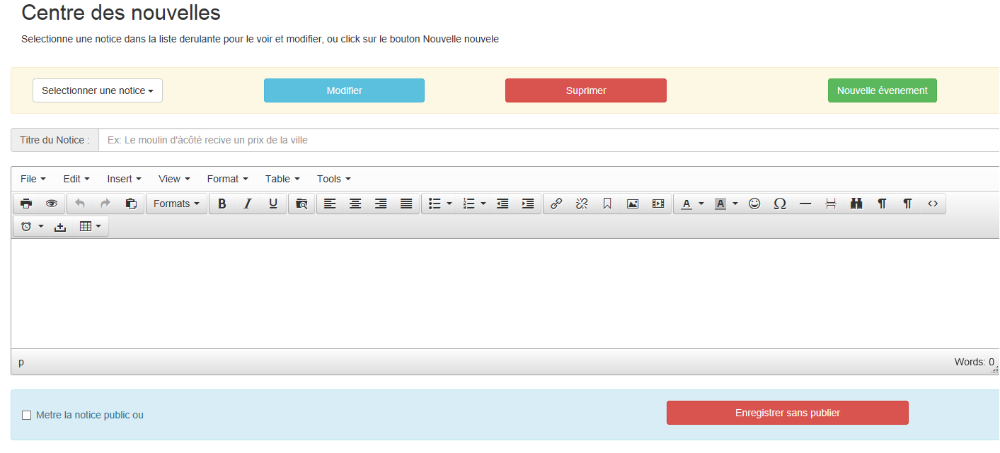 Centre des nouvelles
Selectionne une notice dans la liste derulante pour le voir et modifier, ou click sur le bouton Nouvelle nouvele
Selectionner une notice Modifier Suprimer Nouvelle évenement
Titre du Notice : Ex: Le moulin d'àcôté recive un prix de la ville
File Edit Insert View Format Table Tools
Formats B I U A A Ω ¶ ¶ <>
p Words: 0
Metre la notice public ou Enregistrer sans publier